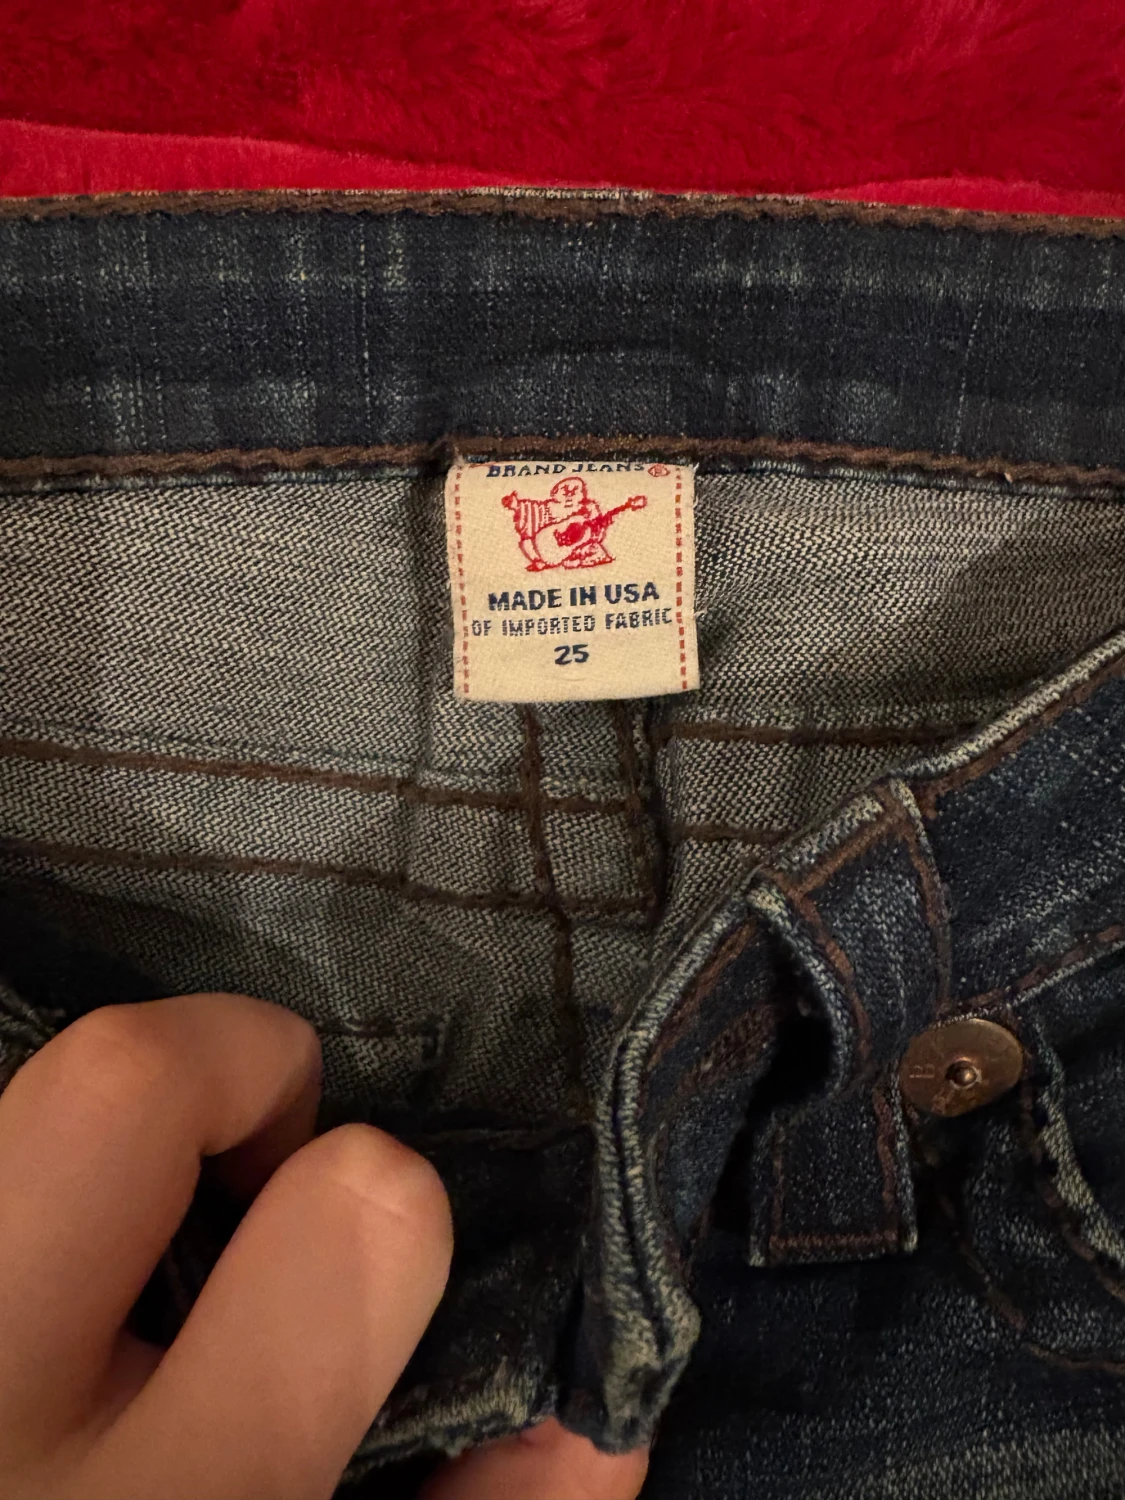 BRAND JEANS®
MADE IN USA
OF IMPORTED FABRIC
25